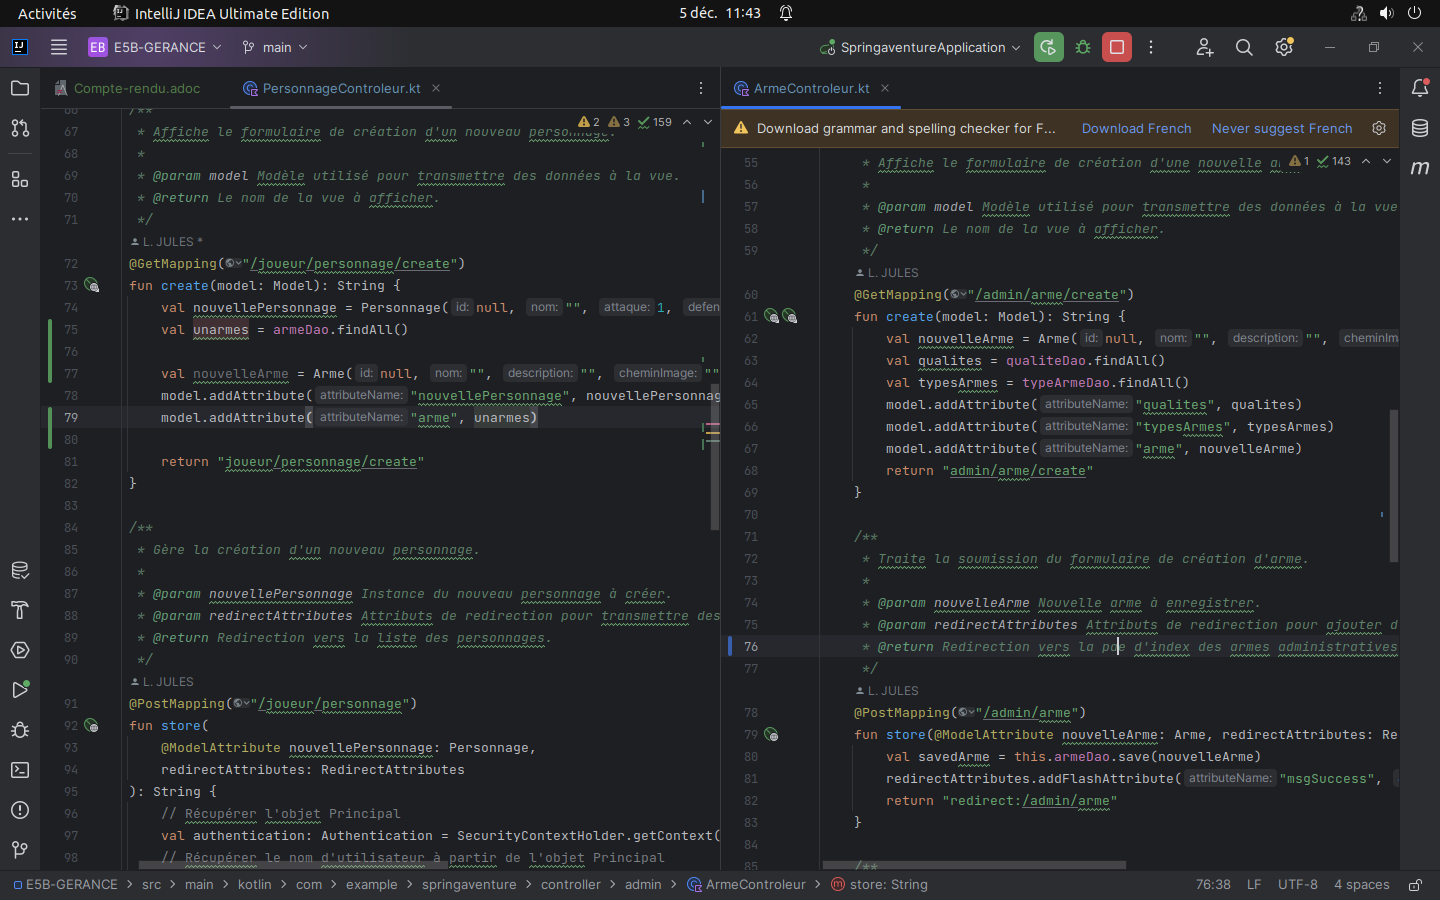 Activités IntelliJ IDEA Ultimate Edition 5 déc. 11:43
IJ EB E5B-GERANCE main SpringaventureApplication
Compte-rendu.adoc PersonnageControleur.kt
66 /**
2 3 159
67 * Affiche le formulaire de création d'un nouveau personnage.
68 *
69 * @param model Modèle utilisé pour transmettre des données à la vue.
70 * @return Le nom de la vue à afficher.
71 */
L. JULES *
72 @GetMapping("/joueur/personnage/create")
73 fun create(model: Model): String {
74 val nouvellePersonnage = Personnage( id: null, nom: "", attaque: 1, defen
75 val unarmes = armeDao.findAll()
76
77 val nouvelleArme = Arme( id: null, nom: "", description: "", cheminImage: ""
78 model.addAttribute( attributeName: "nouvellePersonnage", nouvellePersonnag
79 model.addAttribute( attributeName: "arme", unarmes)
80
81 return "joueur/personnage/create"
82 }
83
84 /**
85 * Gère la création d'un nouveau personnage.
86 *
87 * @param nouvellePersonnage Instance du nouveau personnage à créer.
88 * @param redirectAttributes Attributs de redirection pour transmettre des
89 * @return Redirection vers la liste des personnages.
90 */
L. JULES
91 @PostMapping("/joueur/personnage")
92 fun store(
93 @ModelAttribute nouvellePersonnage: Personnage,
94 redirectAttributes: RedirectAttributes
95 ): String {
96 // Récupérer l'objet Principal
97 val authentication: Authentication = SecurityContextHolder.getContext(
98 // Récupérer le nom d'utilisateur à partir de l'objet Principal
ArmeControleur.kt
Download grammar and spelling checker for F... Download French Never suggest French
1 143
55 * Affiche le formulaire de création d'une nouvelle a
56 *
57 * @param model Modèle utilisé pour transmettre des données à la vue
58 * @return Le nom de la vue à afficher.
59 */
L. JULES
60 @GetMapping("/admin/arme/create")
61 fun create(model: Model): String {
62 val nouvelleArme = Arme( id: null, nom: "", description: "", cheminIm
63 val qualites = qualiteDao.findAll()
64 val typesArmes = typeArmeDao.findAll()
65 model.addAttribute( attributeName: "qualites", qualites)
66 model.addAttribute( attributeName: "typesArmes", typesArmes)
67 model.addAttribute( attributeName: "arme", nouvelleArme)
68 return "admin/arme/create"
69 }
70
71 /**
72 * Traite la soumission du formulaire de création d'arme.
73 *
74 * @param nouvelleArme Nouvelle arme à enregistrer.
75 * @param redirectAttributes Attributs de redirection pour ajouter d
76 * @return Redirection vers la pae d'index des armes administratives
77 */
L. JULES
78 @PostMapping("/admin/arme")
79 fun store(@ModelAttribute nouvelleArme: Arme, redirectAttributes: Re
80 val savedArme = this.armeDao.save(nouvelleArme)
81 redirectAttributes.addFlashAttribute( attributeName: "msgSuccess",
82 return "redirect:/admin/arme"
83 }
84
85 /**
m
E5B-GERANCE > src > main > kotlin > com > example > springaventure > controller > admin > ArmeControleur > store: String 76:38 LF UTF-8 4 spaces